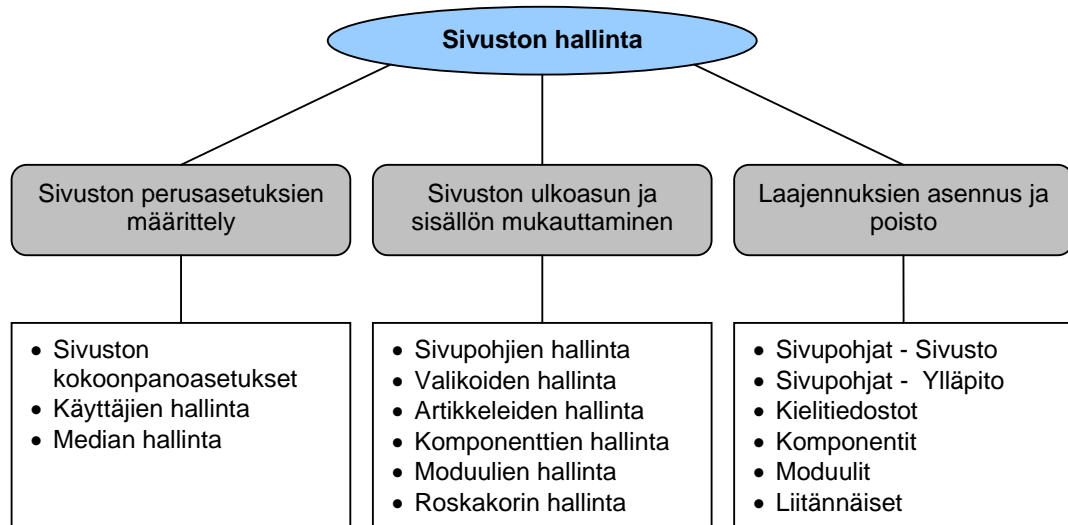 Sivuston hallinta
Sivuston perusasetuksien
määrittely
Sivuston ulkoasun ja
sisällön mukauttaminen
Laajennuksien asennus ja
poisto
• Sivuston
kokoonpanoasetukset
• Käyttäjien hallinta
• Median hallinta
• Sivupohjien hallinta
• Valikoiden hallinta
• Artikkeleiden hallinta
• Komponenttien hallinta
• Moduulien hallinta
• Roskakorin hallinta
• Sivupohjat - Sivusto
• Sivupohjat - Ylläpito
• Kielitiedostot
• Komponentit
• Moduulit
• Liitännäiset